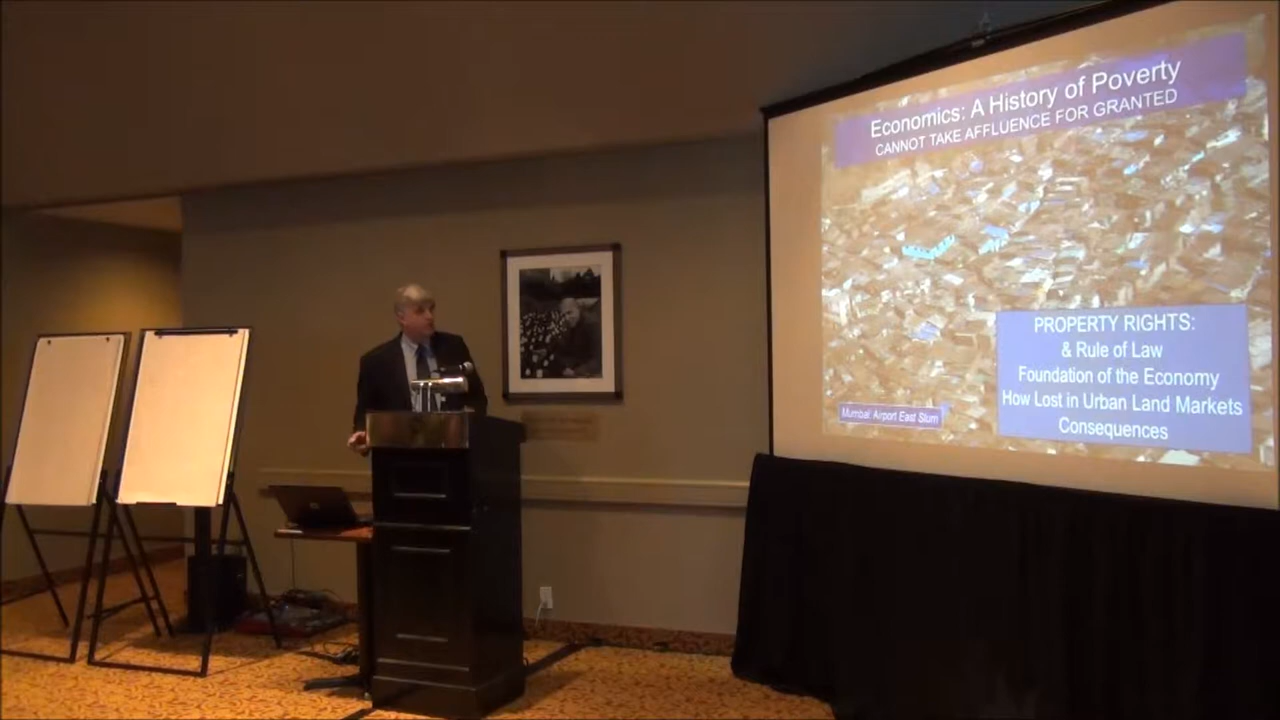 Economics: A History of Poverty
CANNOT TAKE AFFLUENCE FOR GRANTED
PROPERTY RIGHTS:
& Rule of Law
Foundation of the Economy
How Lost in Urban Land Markets
Consequences
Mumbai: Airport East Slum